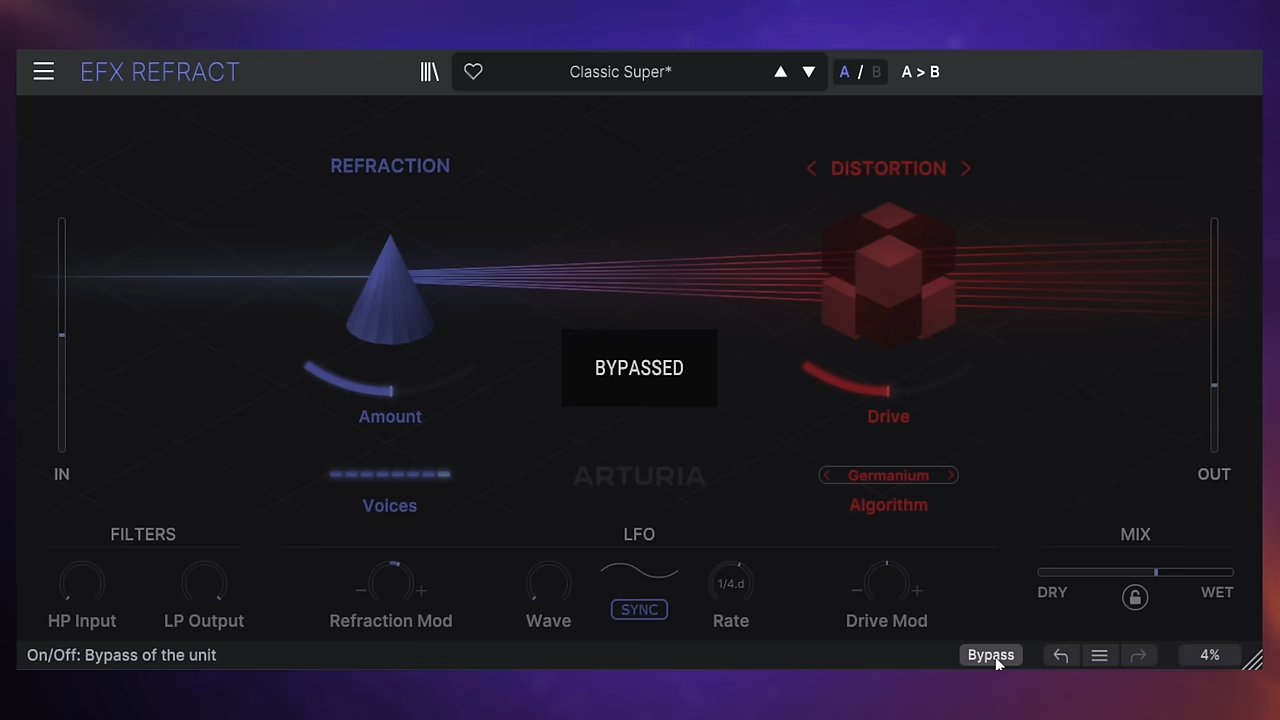 EFX REFRACT
Classic Super*
A / B
A > B
REFRACTION
< DISTORTION >
BYPASSED
Amount
Drive
IN
ARTURIA
< Germanium >
OUT
Voices
Algorithm
FILTERS
LFO
MIX
1/4.d
DRY
WET
SYNC
HP Input
LP Output
Refraction Mod
Wave
Rate
Drive Mod
On/Off: Bypass of the unit
Bypass
4%